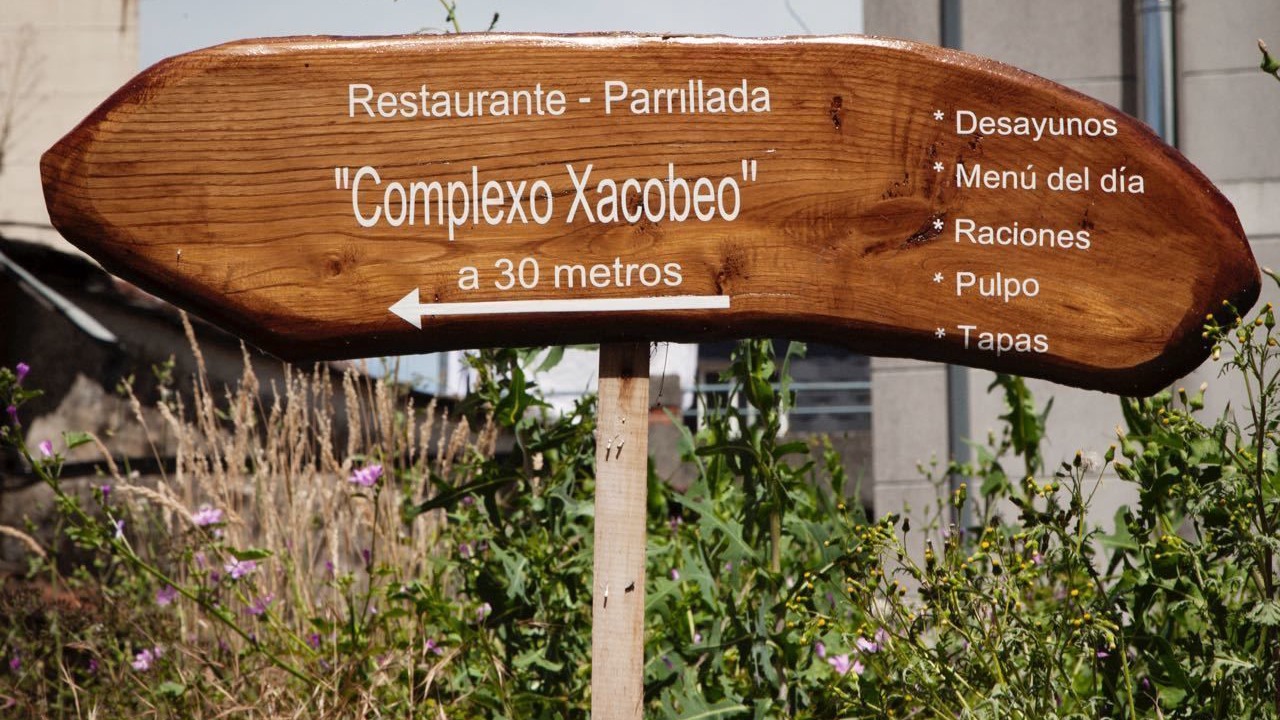 Restaurante - Parrillada
"Complexo Xacobeo"
a 30 metros
* Desayunos
* Menú del día
* Raciones
* Pulpo
* Tapas